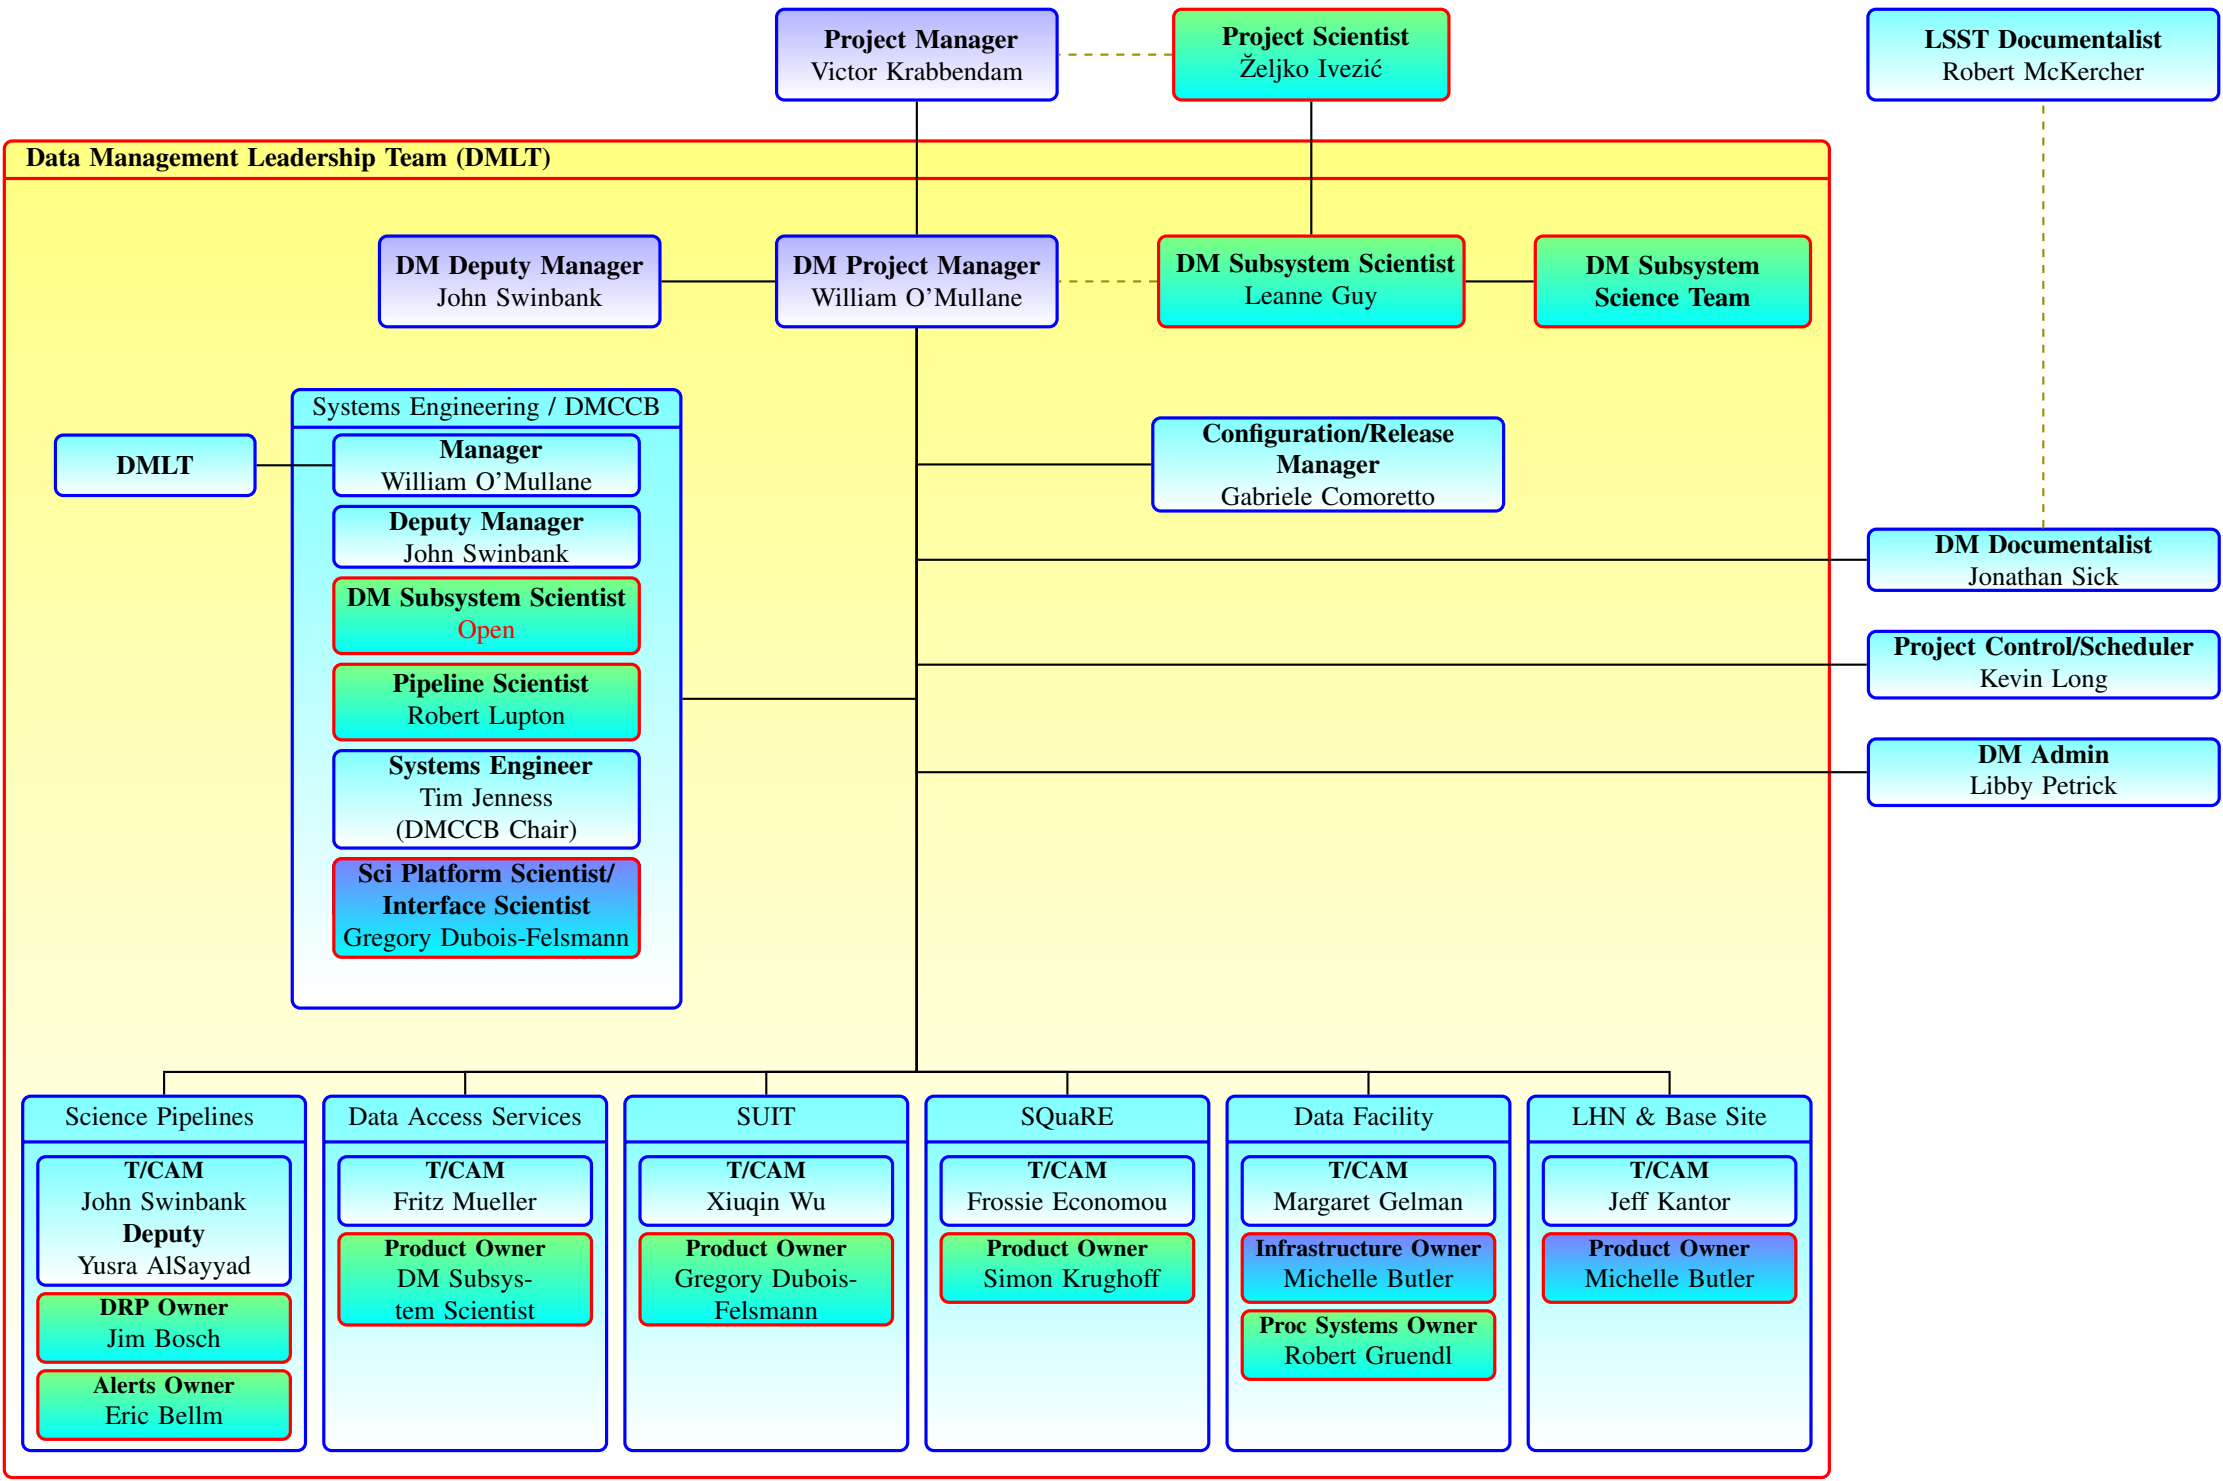 Project Manager
Victor Krabbendam
Project Scientist
Željko Ivezić
LSST Documentalist
Robert McKercher
Data Management Leadership Team (DMLT)
DM Deputy Manager
John Swinbank
DM Project Manager
William O’Mullane
DM Subsystem Scientist
Leanne Guy
DM Subsystem
Science Team
Systems Engineering / DMCCB
DMLT
Manager
William O’Mullane
Deputy Manager
John Swinbank
DM Subsystem Scientist
Open
Pipeline Scientist
Robert Lupton
Systems Engineer
Tim Jenness
(DMCCB Chair)
Sci Platform Scientist/
Interface Scientist
Gregory Dubois-Felsmann
Configuration/Release
Manager
Gabriele Comoretto
DM Documentalist
Jonathan Sick
Project Control/Scheduler
Kevin Long
DM Admin
Libby Petrick
Science Pipelines
T/CAM
John Swinbank
Deputy
Yusra AlSayyad
DRP Owner
Jim Bosch
Alerts Owner
Eric Bellm
Data Access Services
T/CAM
Fritz Mueller
Product Owner
DM Subsys-
tem Scientist
SUIT
T/CAM
Xiuqin Wu
Product Owner
Gregory Dubois-
Felsmann
SQuaRE
T/CAM
Frossie Economou
Product Owner
Simon Krughoff
Data Facility
T/CAM
Margaret Gelman
Infrastructure Owner
Michelle Butler
Proc Systems Owner
Robert Gruendl
LHN & Base Site
T/CAM
Jeff Kantor
Product Owner
Michelle Butler